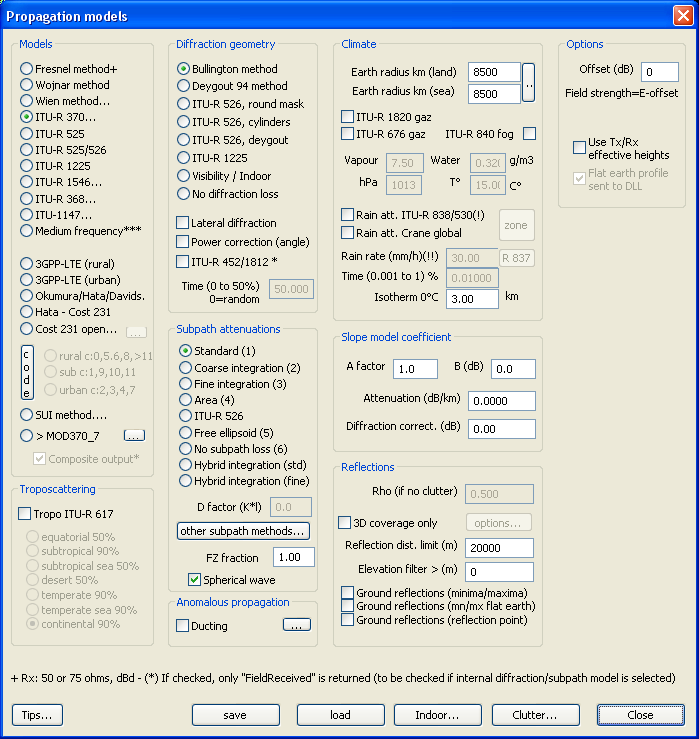 Propagation models
Models
Fresnel method+
Wojnar method
Wien method...
ITU-R 370...
ITU-R 525
ITU-R 525/526
ITU-R 1225
ITU-R 1546...
ITU-R 368...
ITU-1147...
Medium frequency***
3GPP-LTE (rural)
3GPP-LTE (urban)
Okumura/Hata/Davids.
Hata - Cost 231
Cost 231 open...
...
code
rural c:0,5.6,8,>11
sub c:1,9,10,11
urban c:2,3,4,7
SUI method....
> MOD370_7
...
Composite output*
Troposcattering
Tropo ITU-R 617
equatorial 50%
subtropical 90%
subtropical sea 50%
desert 50%
temperate 90%
temperate sea 90%
continental 90%
Diffraction geometry
Bullington method
Deygout 94 method
ITU-R 526, round mask
ITU-R 526, cylinders
ITU-R 526, deygout
ITU-R 1225
Visibility / Indoor
No diffraction loss
Lateral diffraction
Power correction (angle)
ITU-R 452/1812 *
Time (0 to 50%) 50.000
0=random
Subpath attenuations
Standard (1)
Coarse integration (2)
Fine integration (3)
Area (4)
ITU-R 526
Free ellipsoid (5)
No subpath loss (6)
Hybrid integration (std)
Hybrid integration (fine)
D factor (K*l) 0.0
other subpath methods...
FZ fraction 1.00
Spherical wave
Anomalous propagation
Ducting ...
Climate
Earth radius km (land) 8500
Earth radius km (sea) 8500
..
ITU-R 1820 gaz
ITU-R 676 gaz ITU-R 840 fog
Vapour 7.50 Water 0.320 g/m3
hPa 1013 T° 15.00 C°
Rain att. ITU-R 838/530(!)
Rain att. Crane global
zone
Rain rate (mm/h)(!!) 30.00 R 837
Time (0.001 to 1) % 0.01000
Isotherm 0°C 3.00 km
Slope model coefficient
A factor 1.0 B (dB) 0.0
Attenuation (dB/km) 0.0000
Diffraction correct. (dB) 0.00
Reflections
Rho (if no clutter) 0.500
3D coverage only options...
Reflection dist. limit (m) 20000
Elevation filter > (m) 0
Ground reflections (minima/maxima)
Ground reflections (mn/mx flat earth)
Ground reflections (reflection point)
Options
Offset (dB) 0
Field strength=E-offset
Use Tx/Rx
effective heights
Flat earth profile
sent to DLL
+ Rx: 50 or 75 ohms, dBd - (*) If checked, only "FieldReceived" is returned (to be checked if internal diffraction/subpath model is selected)
Tips... save load Indoor... Clutter... Close